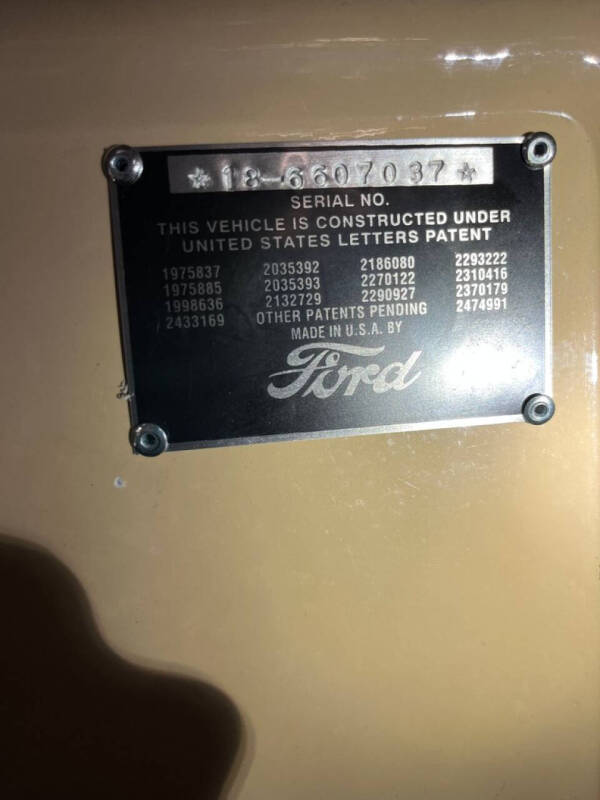 ☆ 18-6607037 ☆
SERIAL NO.
THIS VEHICLE IS CONSTRUCTED UNDER
UNITED STATES LETTERS PATENT
1975837 2035392 2186080 2293222
1975885 2035393 2270122 2310416
1998636 2132729 2290927 2370179
2433169 OTHER PATENTS PENDING 2474991
MADE IN U.S.A. BY
Ford